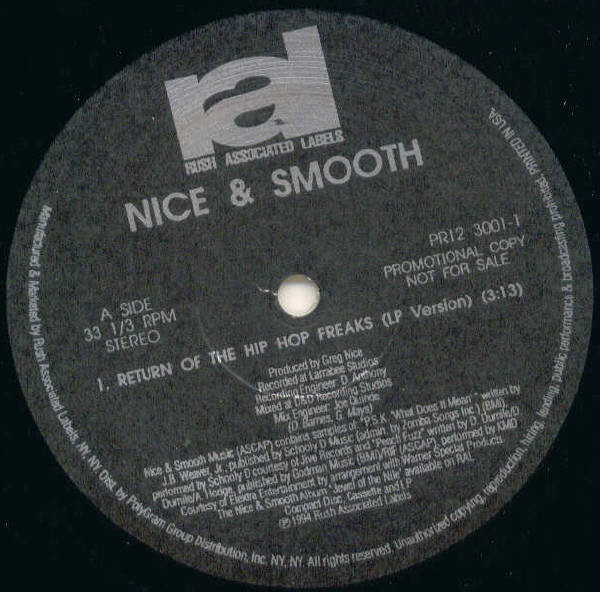 ral
RUSH ASSOCIATED LABELS
NICE & SMOOTH
PR12 3001-1
PROMOTIONAL COPY
NOT FOR SALE
A SIDE
33 1/3 RPM
STEREO
1. RETURN OF THE HIP HOP FREAKS (LP Version) (3:13)
Produced by Greg Nice
Recorded at Larrabee Studios
Recording Engineer: D. Anthony
Mixed at D&D Recording Studios
Mix Engineer: Joe Quinde
(D. Barnes, G. Mays)
Nice & Smooth Music (ASCAP) contains samples of "P.S.K. 'What Does It Mean'" written by
J.B. Weaver, Jr., published by Schoolly D Music (admin. by Zomba Songs Inc.) (BMI),
performed by Schoolly D courtesy of Jive Records and "Peach Fuzz" written by D. Dumile/D.
Dumile/A. Hodge, published by Godman Music (BMI)/BIF (ASCAP), performed by KMD
Courtesy of Elektra Entertainment by arrangement with Warner Special Products
The Nice & Smooth Album "Jewel of the Nile" available on RAL
Compact Disc, Cassette and LP
℗©1994 Rush Associated Labels
Manufactured & Marketed by Rush Associated Labels, NY, NY. Dist. by PolyGram Group Distribution, Inc. NY, NY. All rights reserved. Unauthorized copying, reproduction, hiring, lending, public performance & broadcasting prohibited. PRINTED IN USA.